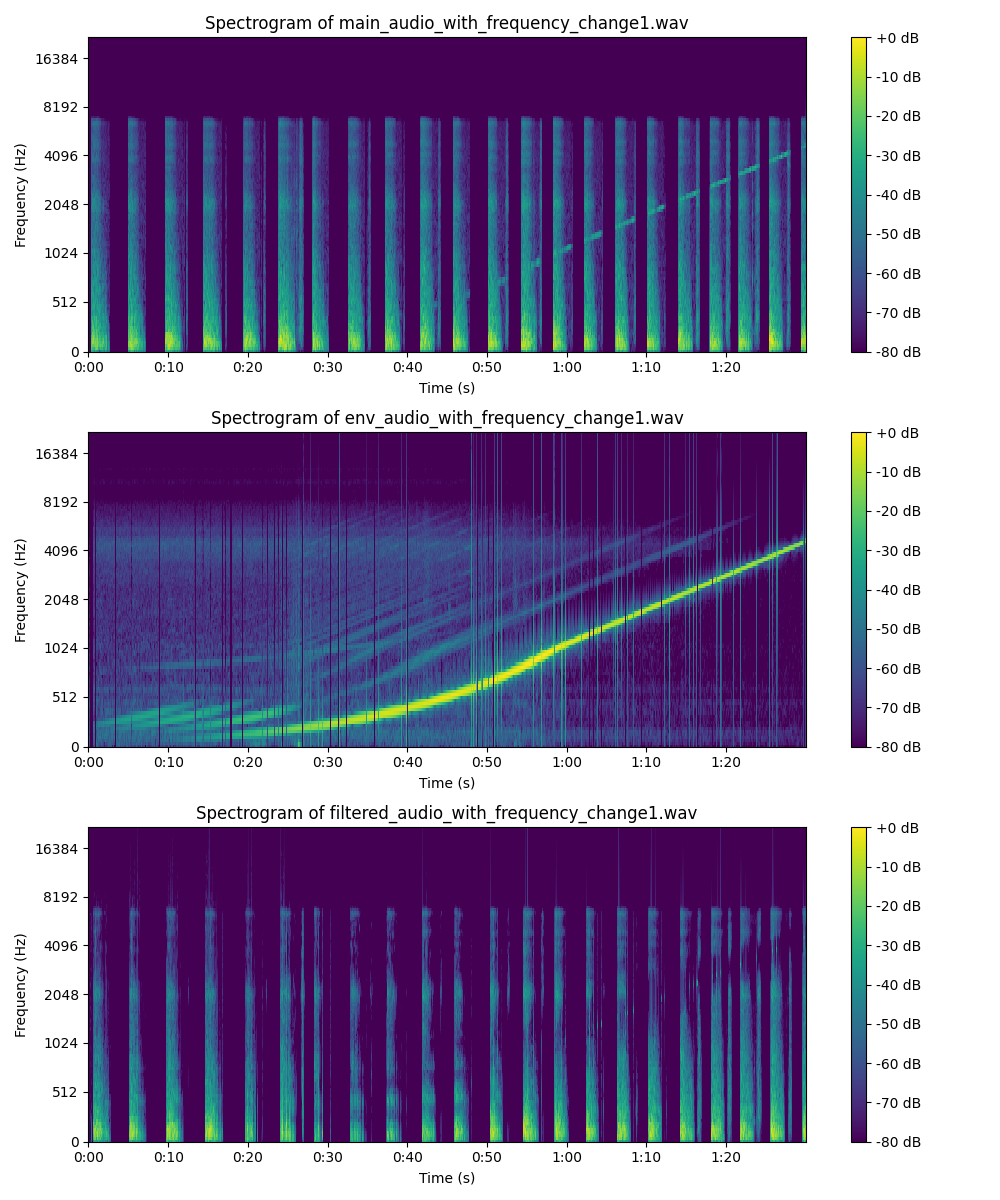 Spectrogram of main_audio_with_frequency_change1.wav
Frequency (Hz)
16384
8192
4096
2048
1024
512
0
0:00 0:10 0:20 0:30 0:40 0:50 1:00 1:10 1:20
Time (s)
+0 dB
-10 dB
-20 dB
-30 dB
-40 dB
-50 dB
-60 dB
-70 dB
-80 dB
Spectrogram of env_audio_with_frequency_change1.wav
Frequency (Hz)
16384
8192
4096
2048
1024
512
0
0:00 0:10 0:20 0:30 0:40 0:50 1:00 1:10 1:20
Time (s)
+0 dB
-10 dB
-20 dB
-30 dB
-40 dB
-50 dB
-60 dB
-70 dB
-80 dB
Spectrogram of filtered_audio_with_frequency_change1.wav
Frequency (Hz)
16384
8192
4096
2048
1024
512
0
0:00 0:10 0:20 0:30 0:40 0:50 1:00 1:10 1:20
Time (s)
+0 dB
-10 dB
-20 dB
-30 dB
-40 dB
-50 dB
-60 dB
-70 dB
-80 dB